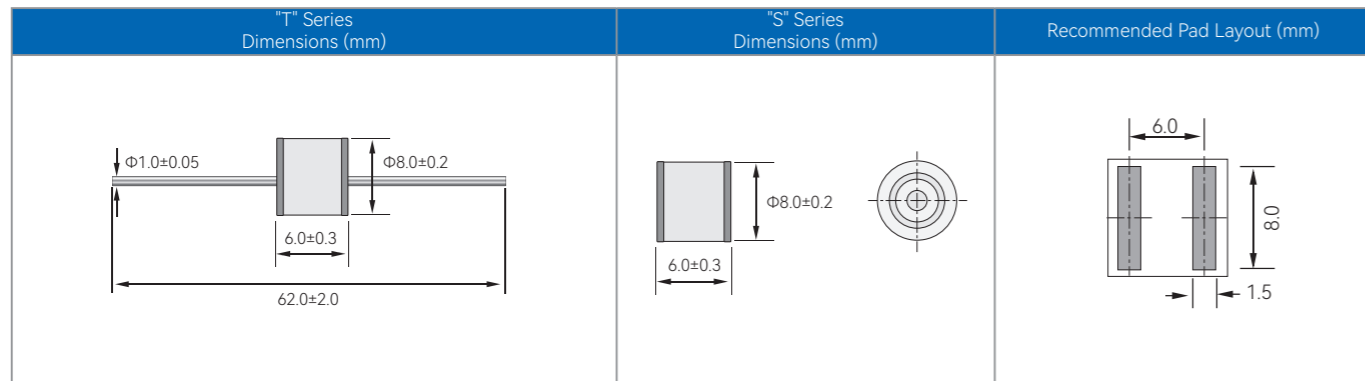 "T" Series
Dimensions (mm)
"S" Series
Dimensions (mm)
Recommended Pad Layout (mm)
Φ1.0±0.05
Φ8.0±0.2
6.0±0.3
62.0±2.0
Φ8.0±0.2
6.0±0.3
6.0
8.0
1.5